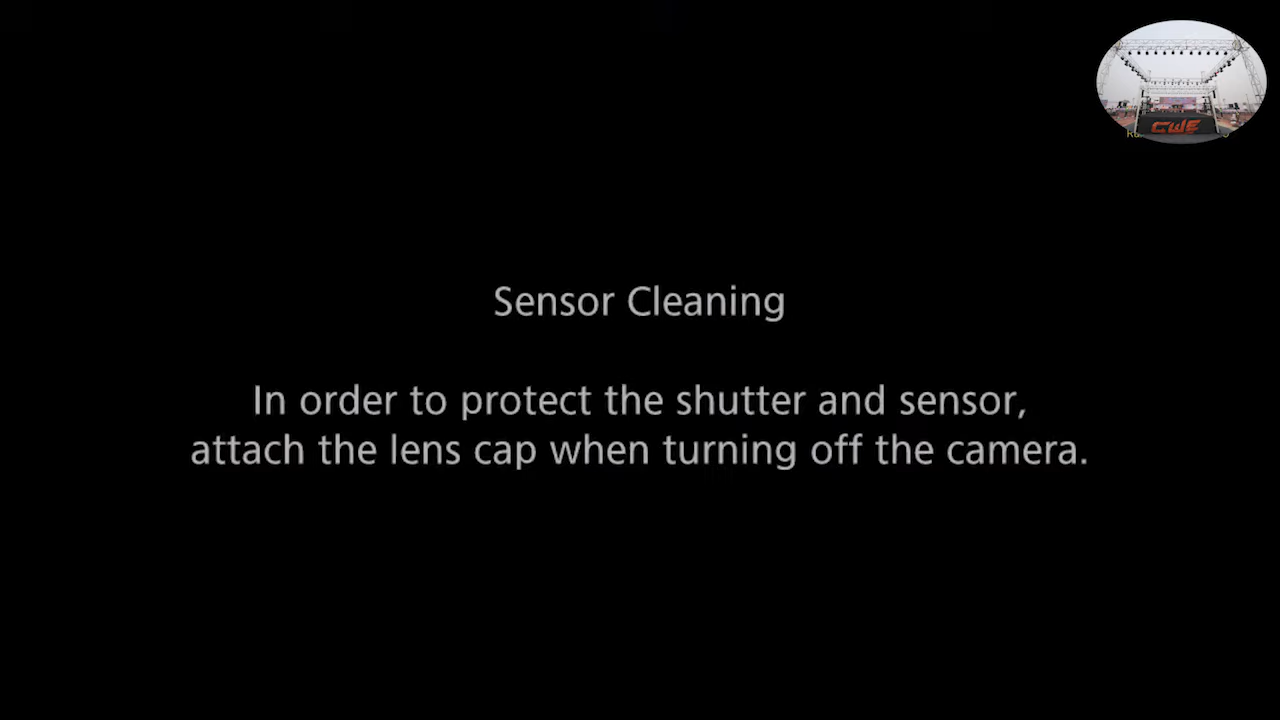 CWE
Sensor Cleaning
In order to protect the shutter and sensor,
attach the lens cap when turning off the camera.